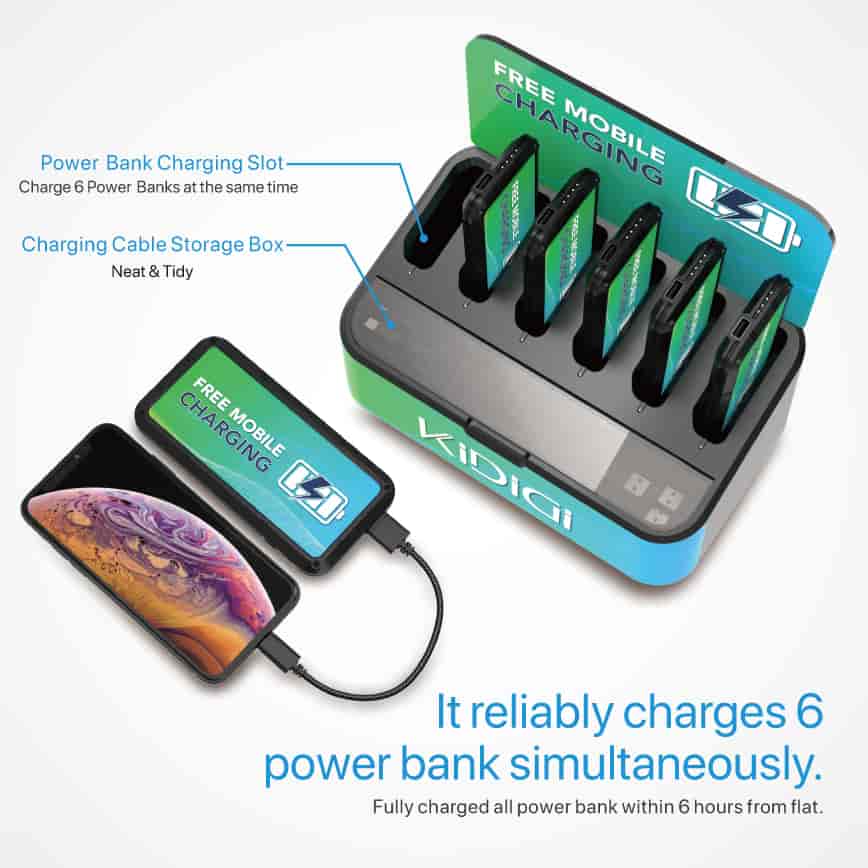 FREE MOBILE
CHARGING
Power Bank Charging Slot
Charge 6 Power Banks at the same time
Charging Cable Storage Box
Neat & Tidy
FREE MOBILE
CHARGING
KiDiGi
It reliably charges 6
power bank simultaneously.
Fully charged all power bank within 6 hours from flat.